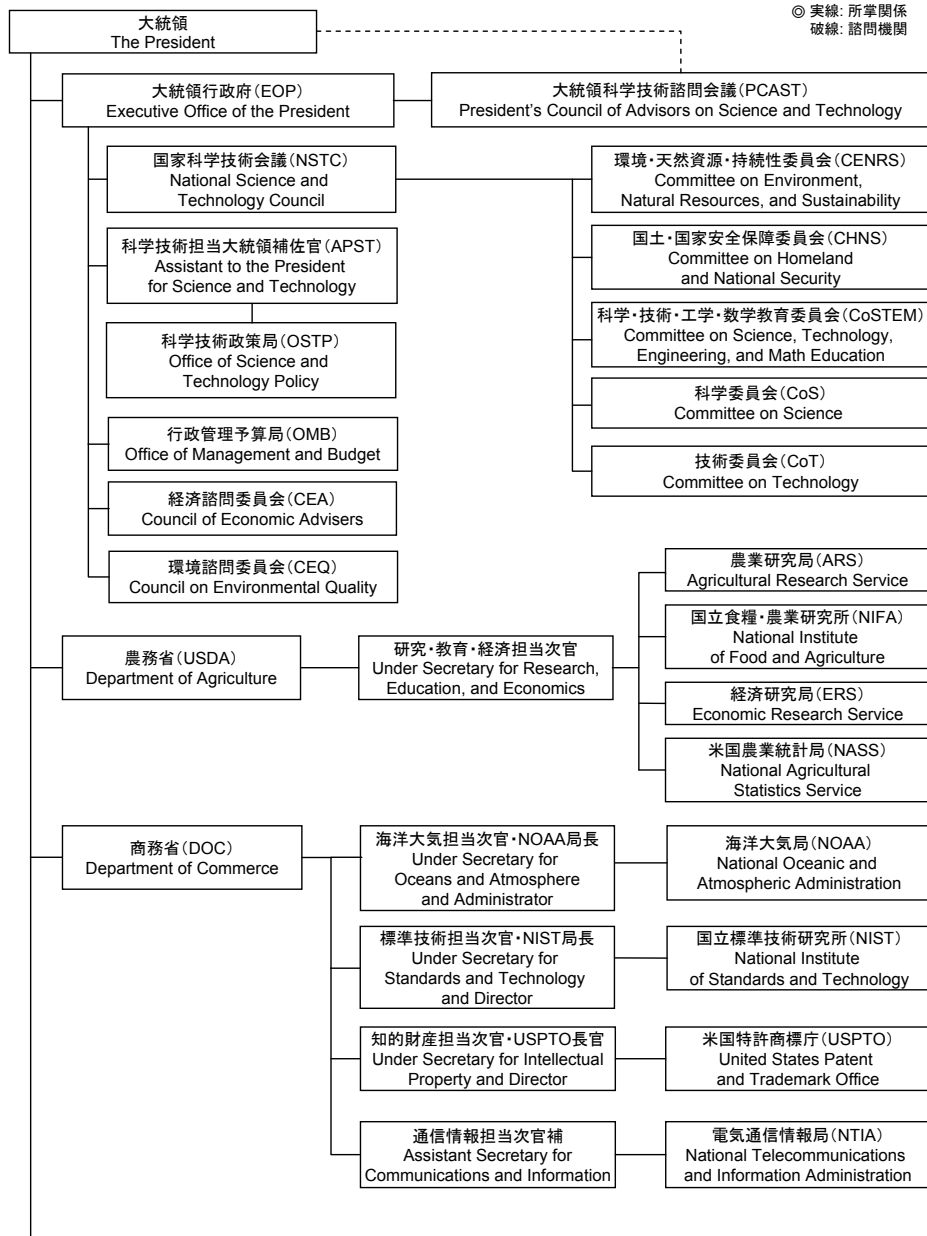 ◎ 実線: 所掌関係
破線: 諮問機関
大統領
The President
大統領行政府(EOP)
Executive Office of the President
大統領科学技術諮問会議(PCAST)
President's Council of Advisors on Science and Technology
国家科学技術会議(NSTC)
National Science and
Technology Council
環境・天然資源・持続性委員会(CENRS)
Committee on Environment,
Natural Resources, and Sustainability
科学技術担当大統領補佐官(APST)
Assistant to the President
for Science and Technology
国土・国家安全保障委員会(CHNS)
Committee on Homeland
and National Security
科学・技術・工学・数学教育委員会(CoSTEM)
Committee on Science, Technology,
Engineering, and Math Education
科学技術政策局(OSTP)
Office of Science and
Technology Policy
科学委員会(CoS)
Committee on Science
行政管理予算局(OMB)
Office of Management and Budget
技術委員会(CoT)
Committee on Technology
経済諮問委員会(CEA)
Council of Economic Advisers
環境諮問委員会(CEQ)
Council on Environmental Quality
農務省(USDA)
Department of Agriculture
研究・教育・経済担当次官
Under Secretary for Research,
Education, and Economics
農業研究局(ARS)
Agricultural Research Service
国立食糧・農業研究所(NIFA)
National Institute
of Food and Agriculture
経済研究局(ERS)
Economic Research Service
米国農業統計局(NASS)
National Agricultural
Statistics Service
商務省(DOC)
Department of Commerce
海洋大気担当次官・NOAA局長
Under Secretary for
Oceans and Atmosphere
and Administrator
海洋大気局(NOAA)
National Oceanic and
Atmospheric Administration
標準技術担当次官・NIST局長
Under Secretary for
Standards and Technology
and Director
国立標準技術研究所(NIST)
National Institute
of Standards and Technology
知的財産担当次官・USPTO長官
Under Secretary for Intellectual
Property and Director
米国特許商標庁(USPTO)
United States Patent
and Trademark Office
通信情報担当次官補
Assistant Secretary for
Communications and Information
電気通信情報局(NTIA)
National Telecommunications
and Information Administration